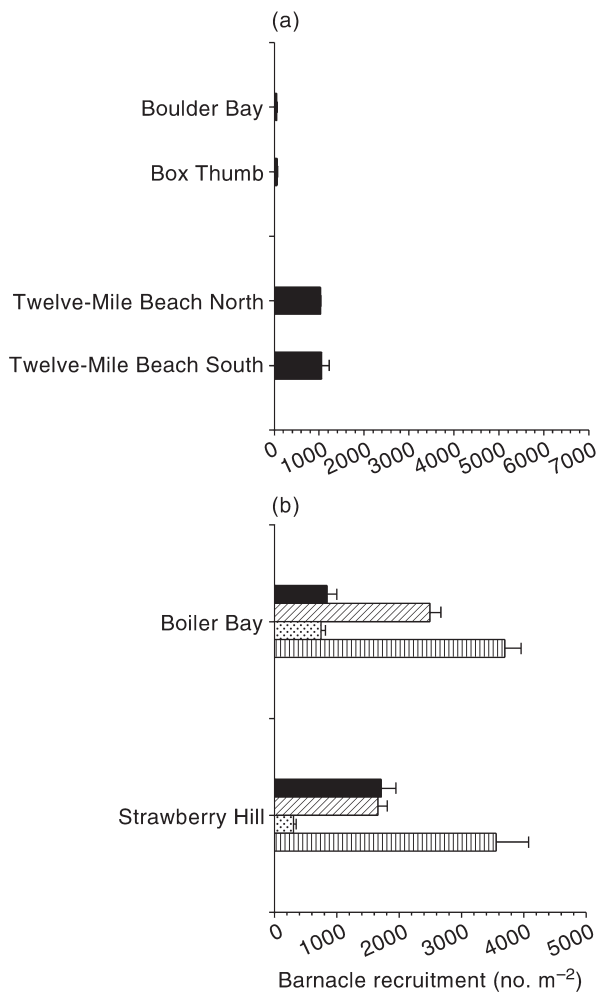 (a)
Boulder Bay
Box Thumb
Twelve-Mile Beach North
Twelve-Mile Beach South
0 1000 2000 3000 4000 5000 6000 7000
(b)
Boiler Bay
Strawberry Hill
0 1000 2000 3000 4000 5000
Barnacle recruitment (no. m⁻²)